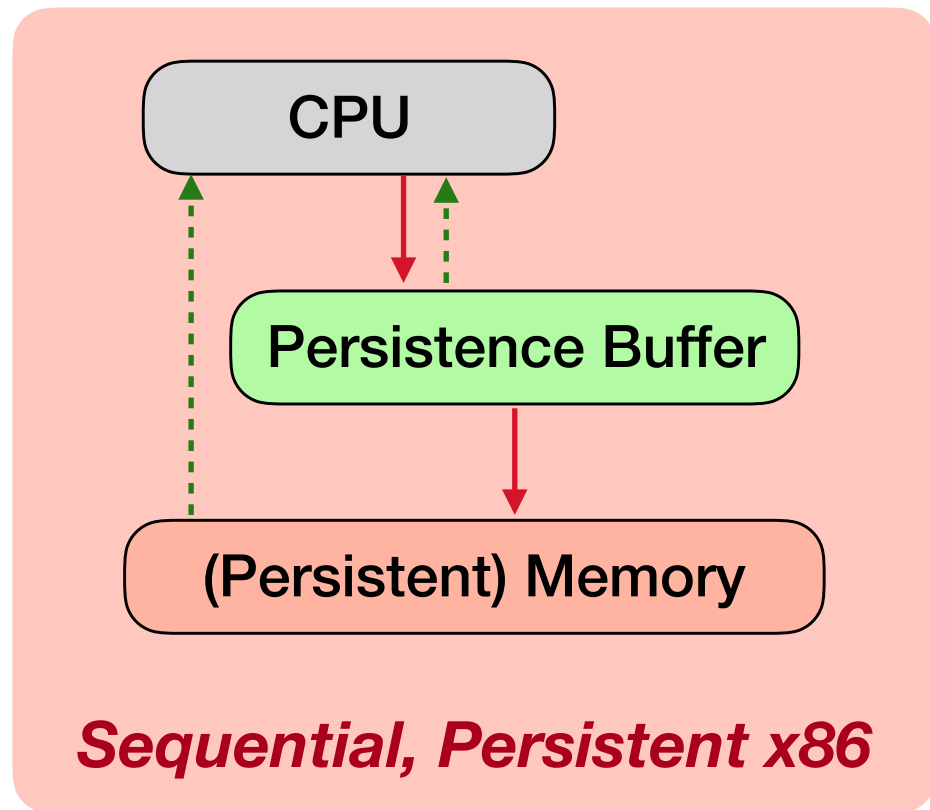 CPU
Persistence Buffer
(Persistent) Memory
Sequential, Persistent x86